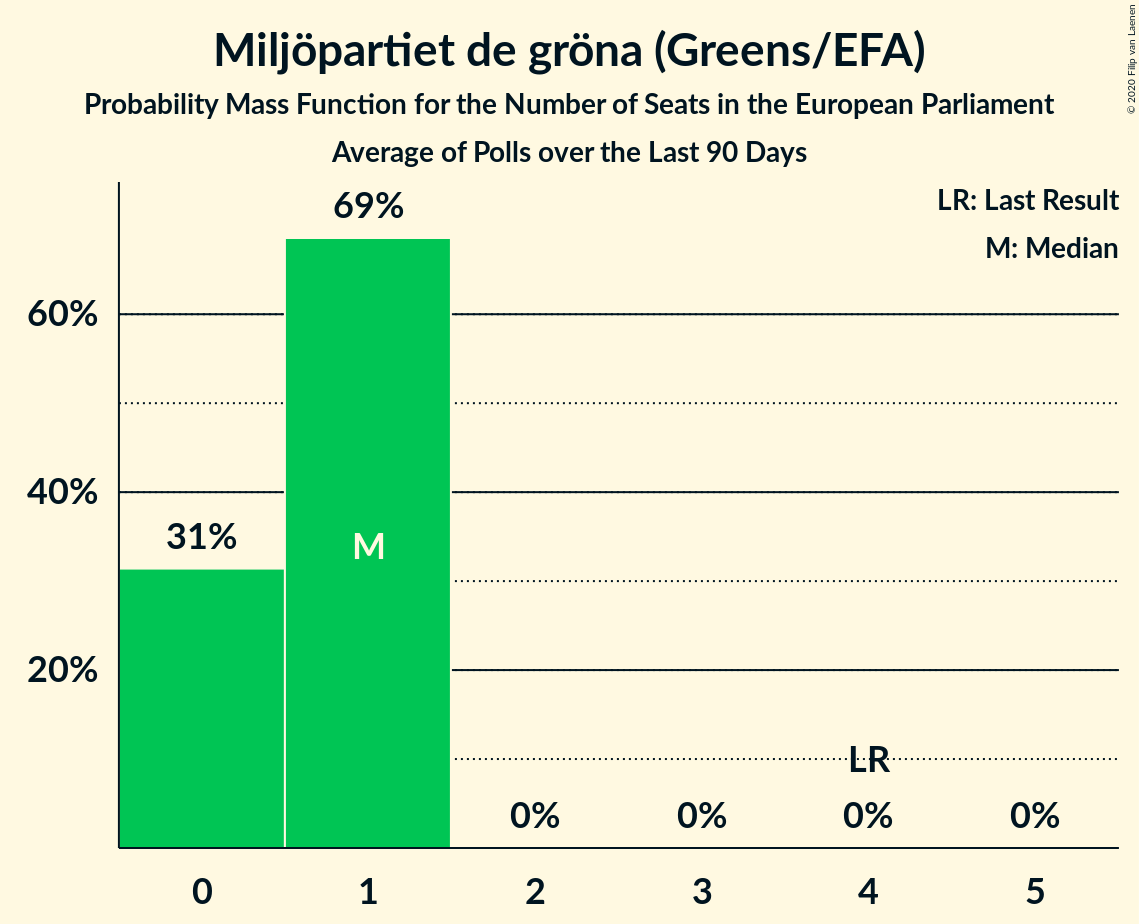 Miljöpartiet de gröna (Greens/EFA)
Probability Mass Function for the Number of Seats in the European Parliament
Average of Polls over the Last 90 Days
© 2020 Filip van Laenen
LR: Last Result
M: Median
69%
60%
40%
31%
M
20%
LR
0% 0% 0% 0%
0 1 2 3 4 5